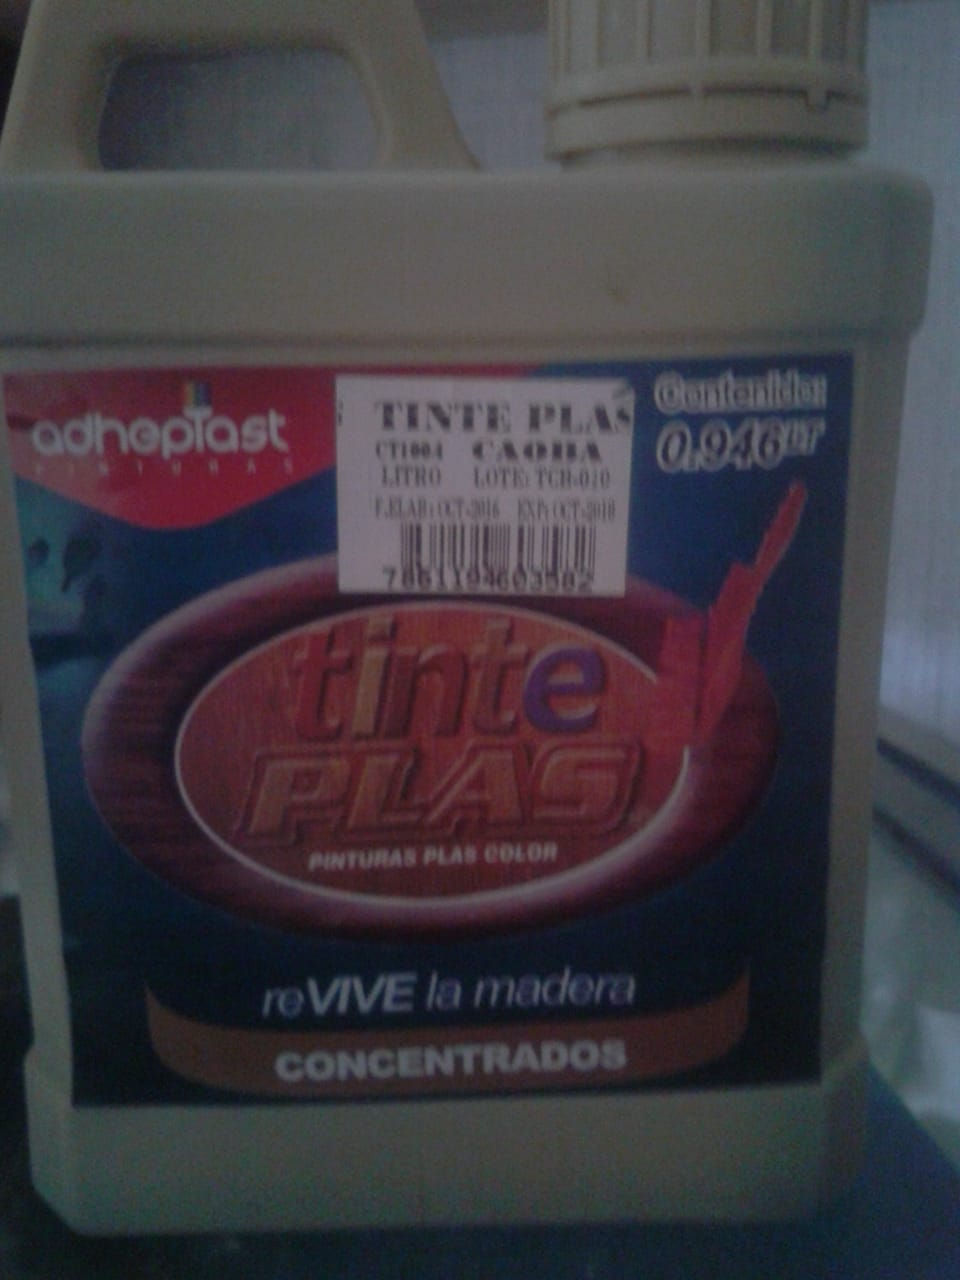 adheplast
PINTURAS
TINTE PLAS
CT1004 CAOBA
LITRO LOTE: TCB-010
F.ELAB: OCT-2016 EXP: OCT-2018
7861194603582
Contenido:
0.946LT
tinte
PLAS
PINTURAS PLAS COLOR
reVIVE la madera
CONCENTRADOS